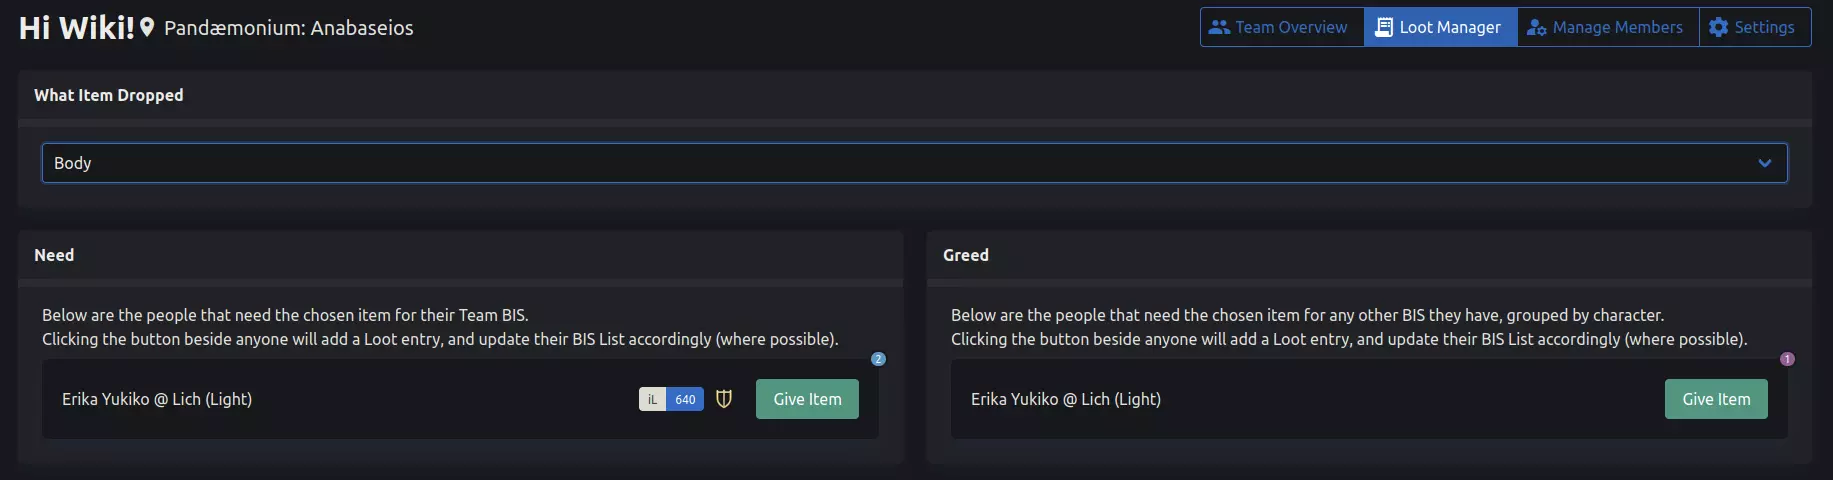 Hi Wiki! Pandæmonium: Anabaseios
Team Overview
Loot Manager
Manage Members
Settings
What Item Dropped
Body
Need
Below are the people that need the chosen item for their Team BIS.
Clicking the button beside anyone will add a Loot entry, and update their BIS List accordingly (where possible).
2
Erika Yukiko @ Lich (Light)
iL 640
Give Item
Greed
Below are the people that need the chosen item for any other BIS they have, grouped by character.
Clicking the button beside anyone will add a Loot entry, and update their BIS List accordingly (where possible).
1
Erika Yukiko @ Lich (Light)
Give Item